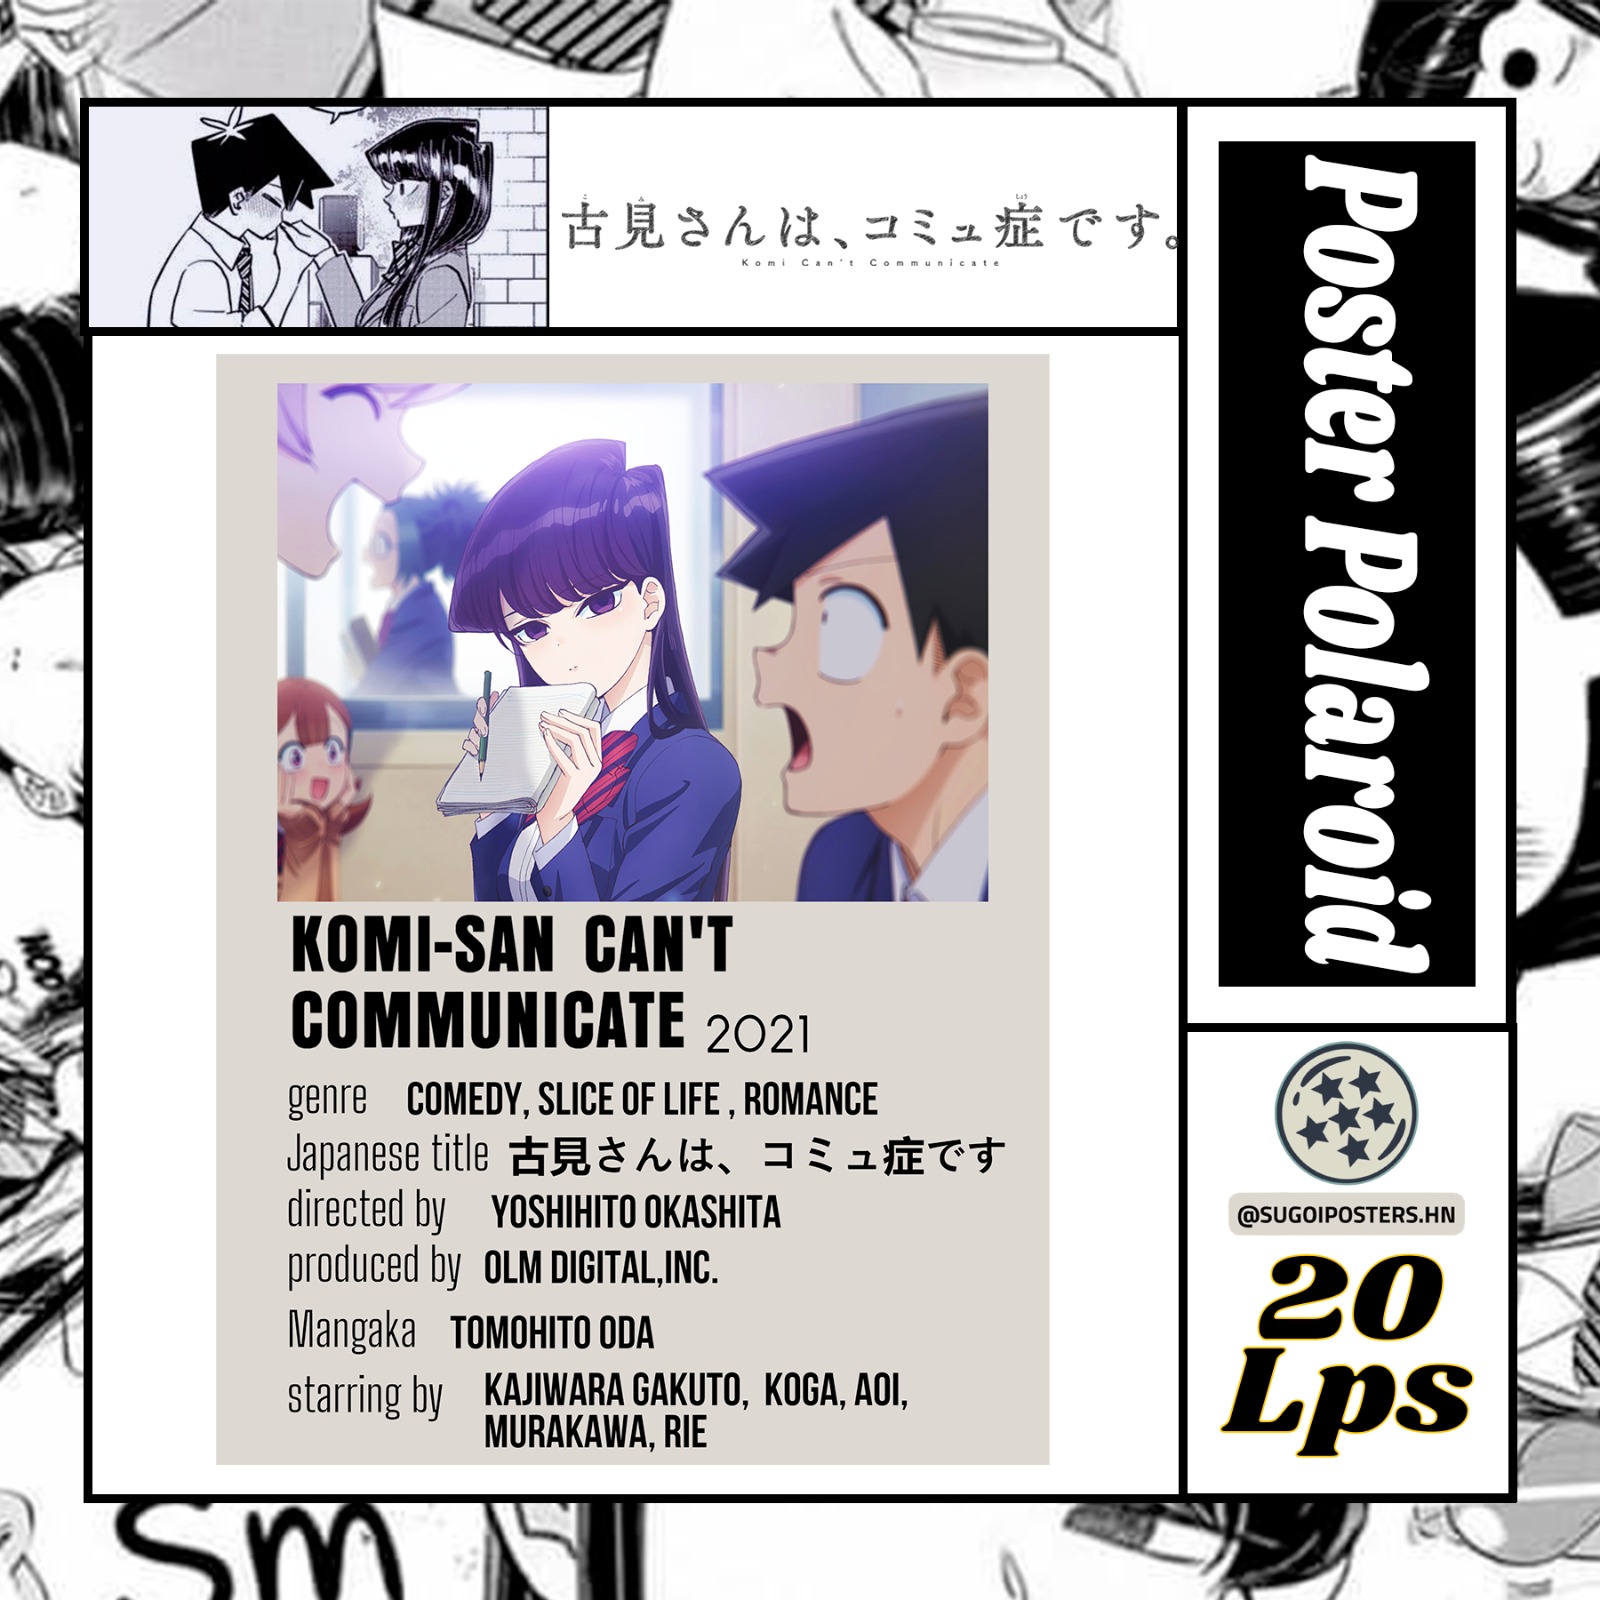 古見さんは、コミュ症です。
Komi Can't Communicate
Poster Polaroid
KOMI-SAN CAN'T
COMMUNICATE 2021
genre COMEDY, SLICE OF LIFE , ROMANCE
Japanese title 古見さんは、コミュ症です
directed by YOSHIHITO OKASHITA
produced by OLM DIGITAL,INC.
Mangaka TOMOHITO ODA
starring by KAJIWARA GAKUTO, KOGA, AOI,
MURAKAWA, RIE
@SUGOIPOSTERS.HN
20
Lps
sm